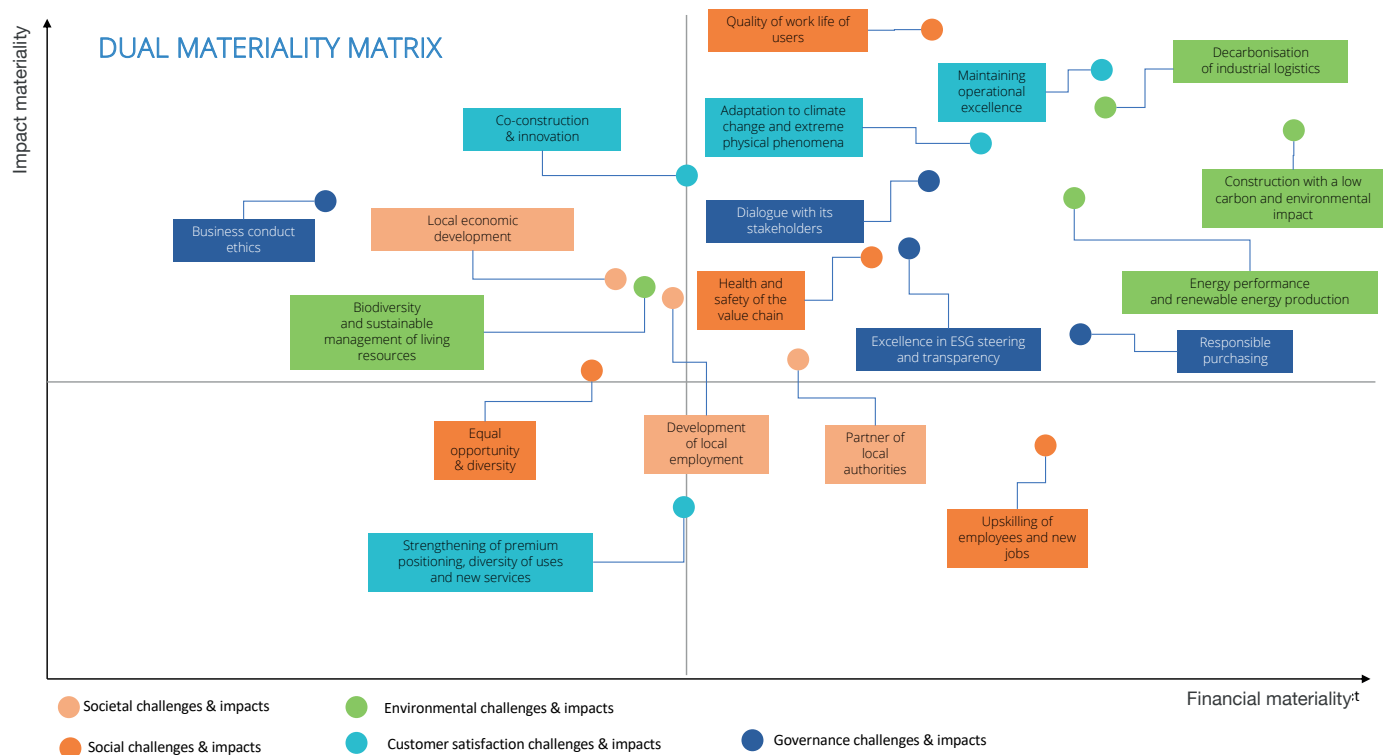 Impact materiality
DUAL MATERIALITY MATRIX
Quality of work life of
users
Decarbonisation
of industrial logistics
Maintaining
operational
excellence
Co-construction
& innovation
Adaptation to climate
change and extreme
physical phenomena
Construction with a low
carbon and environmental
impact
Business conduct
ethics
Local economic
development
Dialogue with its
stakeholders
Health and
safety of the
value chain
Energy performance
and renewable energy production
Biodiversity
and sustainable
management of living
resources
Excellence in ESG steering
and transparency
Responsible
purchasing
Equal
opportunity
& diversity
Development
of local
employment
Partner of
local
authorities
Upskilling of
employees and new
jobs
Strengthening of premium
positioning, diversity of uses
and new services
Financial materiality:t
Societal challenges & impacts
Environmental challenges & impacts
Social challenges & impacts
Customer satisfaction challenges & impacts
Governance challenges & impacts